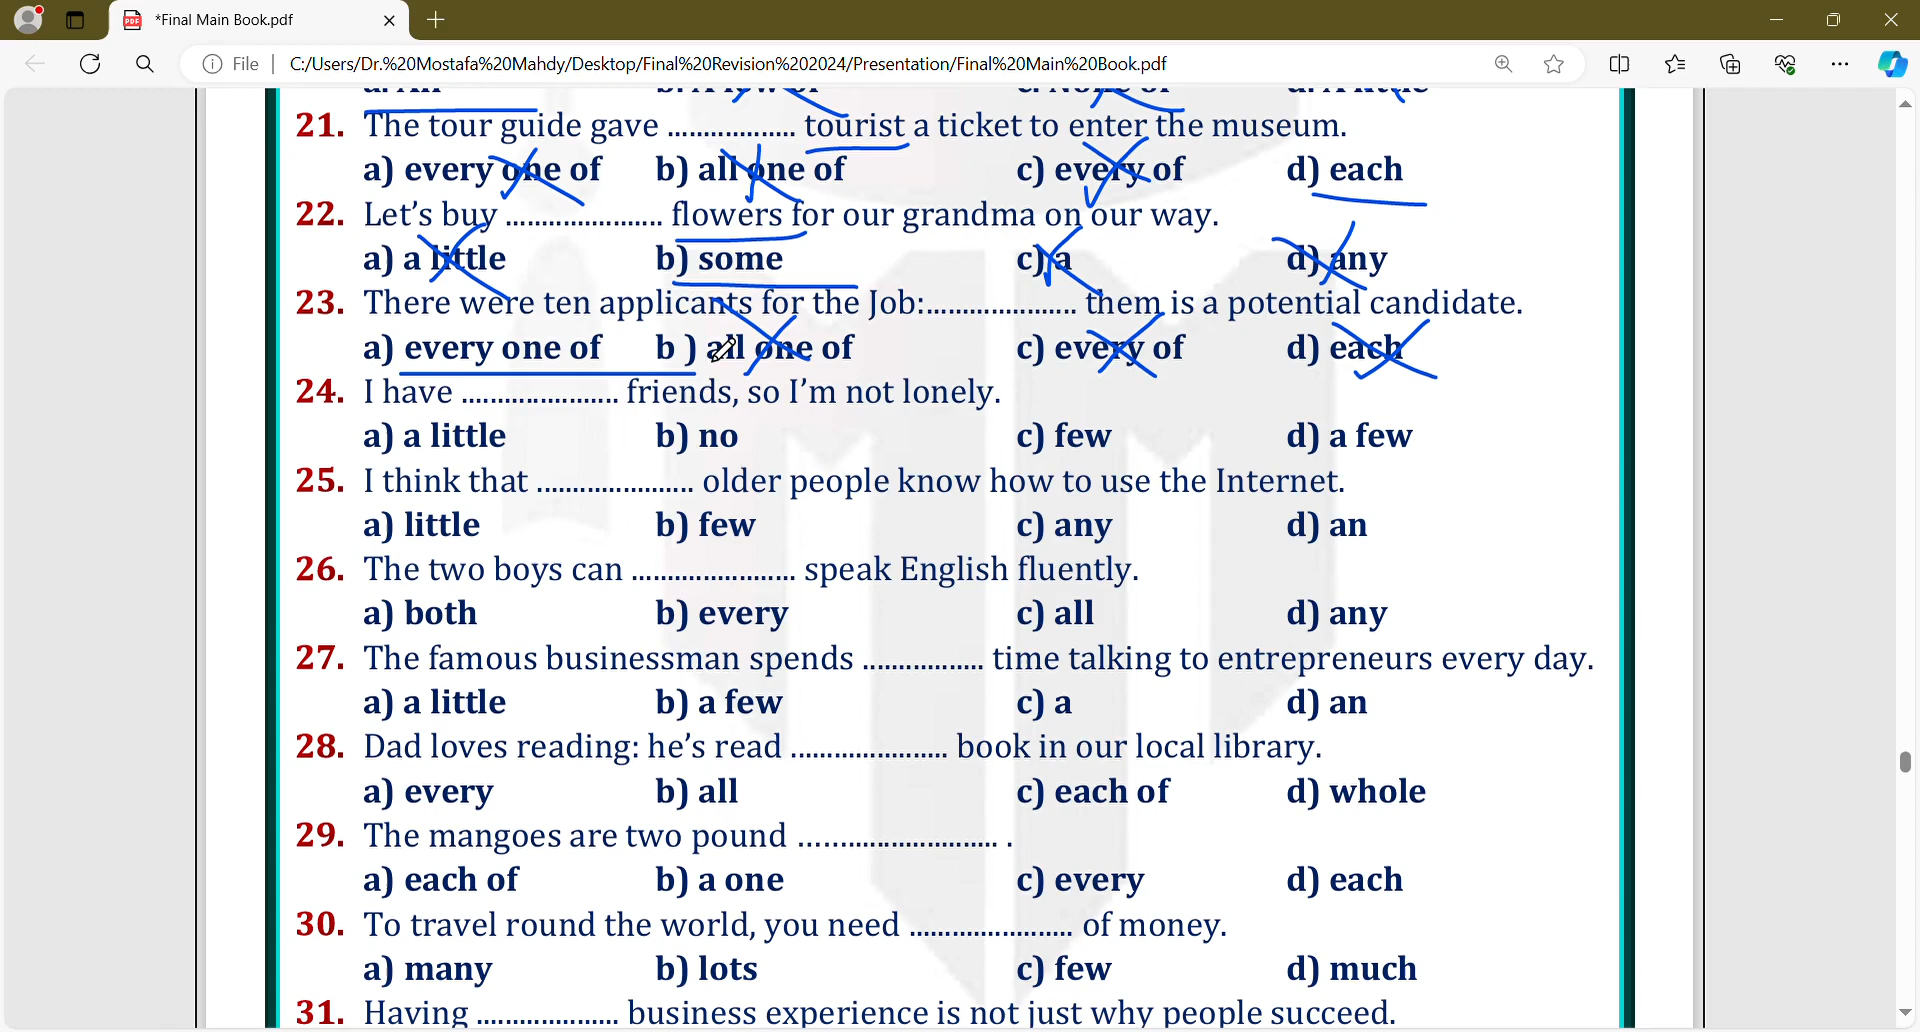 *Final Main Book.pdf
File C:/Users/Dr.%20Mostafa%20Mahdy/Desktop/Final%20Revision%202024/Presentation/Final%20Main%20Book.pdf
21. The tour guide gave .................. tourist a ticket to enter the museum.
a) every one of b) all one of c) every of d) each
22. Let's buy ...................... flowers for our grandma on our way.
a) a little b) some c) a d) any
23. There were ten applicants for the Job:..................... them is a potential candidate.
a) every one of b ) all one of c) every of d) each
24. I have ...................... friends, so I'm not lonely.
a) a little b) no c) few d) a few
25. I think that ...................... older people know how to use the Internet.
a) little b) few c) any d) an
26. The two boys can ....................... speak English fluently.
a) both b) every c) all d) any
27. The famous businessman spends ................. time talking to entrepreneurs every day.
a) a little b) a few c) a d) an
28. Dad loves reading: he's read ...................... book in our local library.
a) every b) all c) each of d) whole
29. The mangoes are two pound ............................ .
a) each of b) a one c) every d) each
30. To travel round the world, you need ....................... of money.
a) many b) lots c) few d) much
31. Having .................... business experience is not just why people succeed.